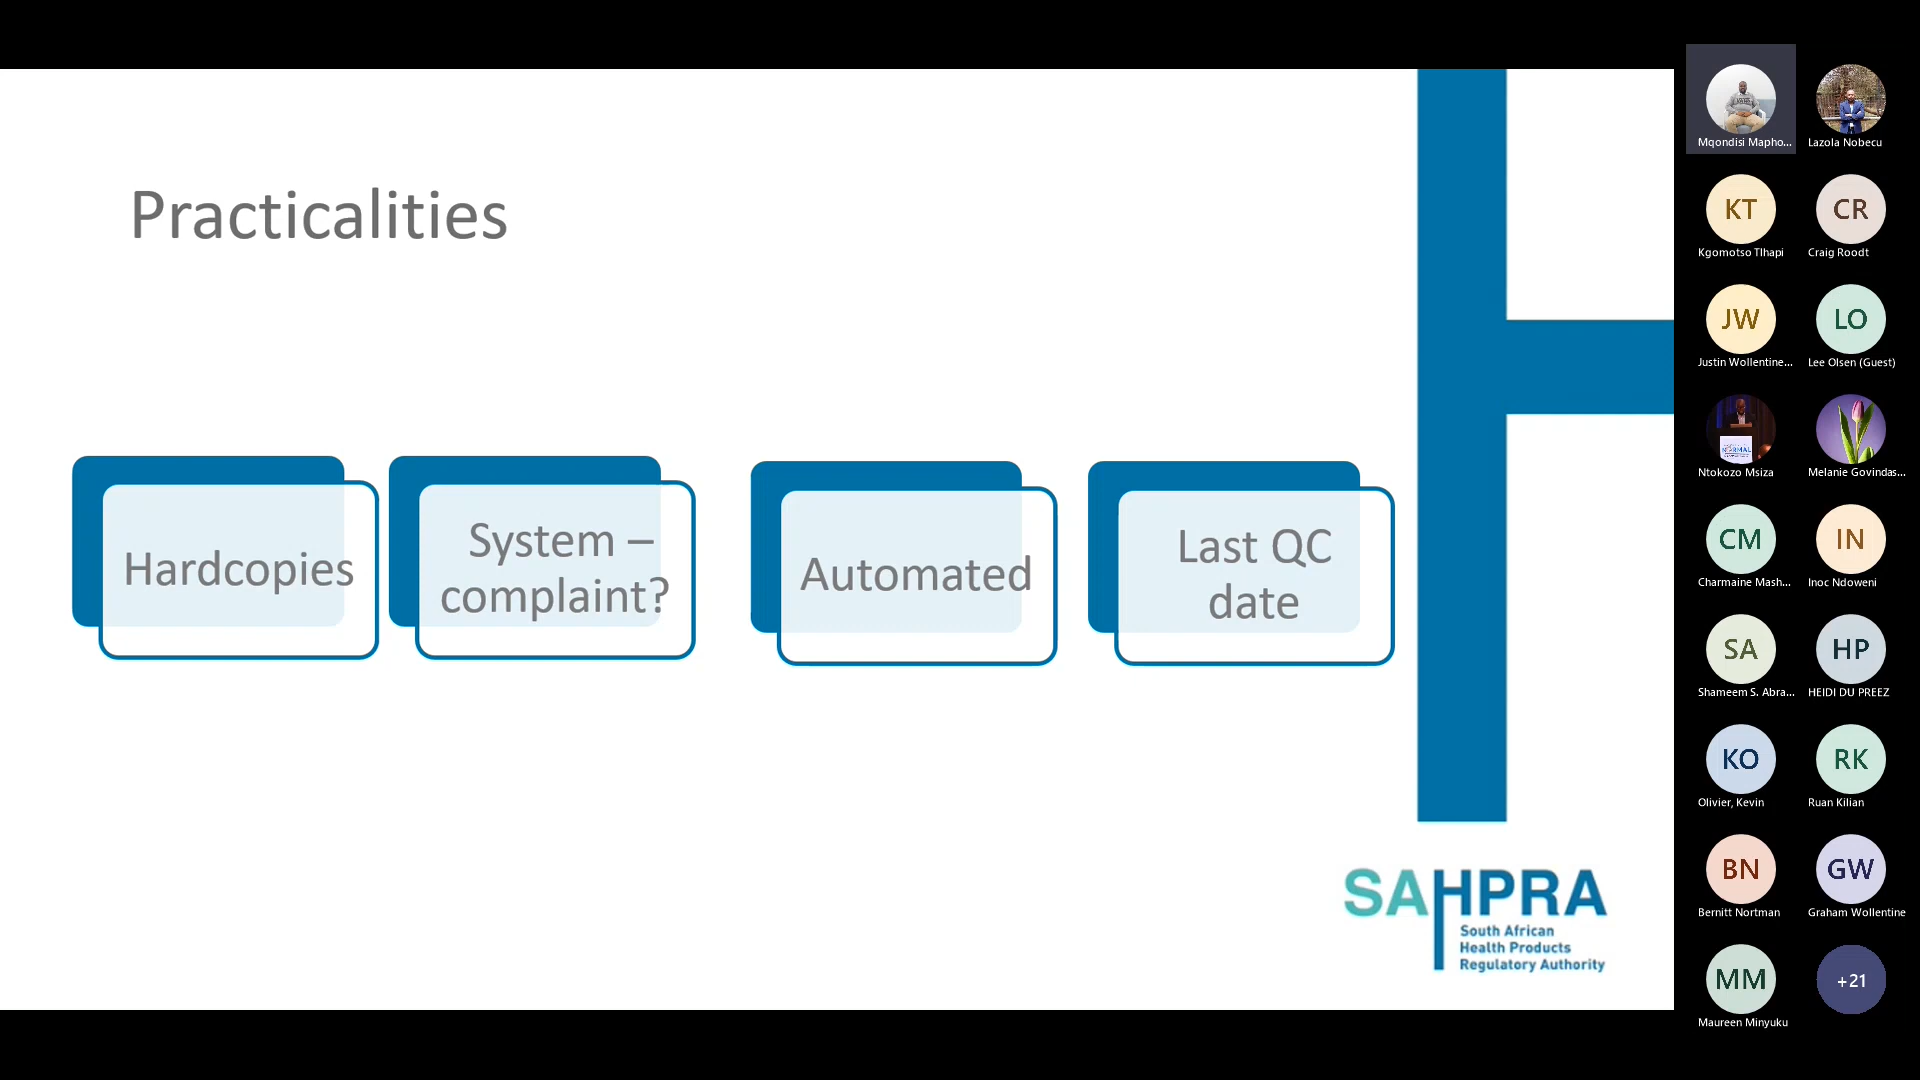 Practicalities
Hardcopies
System –
complaint?
Automated
Last QC
date
SAHPRA
South African
Health Products
Regulatory Authority
Mqondisi Mapho...
Lazola Nobecu
KT
Kgomotso Tlhapi
CR
Craig Roodt
JW
Justin Wollentine...
LO
Lee Olsen (Guest)
Ntokozo Msiza
Melanie Govindas...
CM
Charmaine Mash...
IN
Inoc Ndoweni
SA
Shameem S. Abra...
HP
HEIDI DU PREEZ
KO
Olivier, Kevin
RK
Ruan Kilian
BN
Bernitt Nortman
GW
Graham Wollentine
MM
Maureen Minyuku
+21